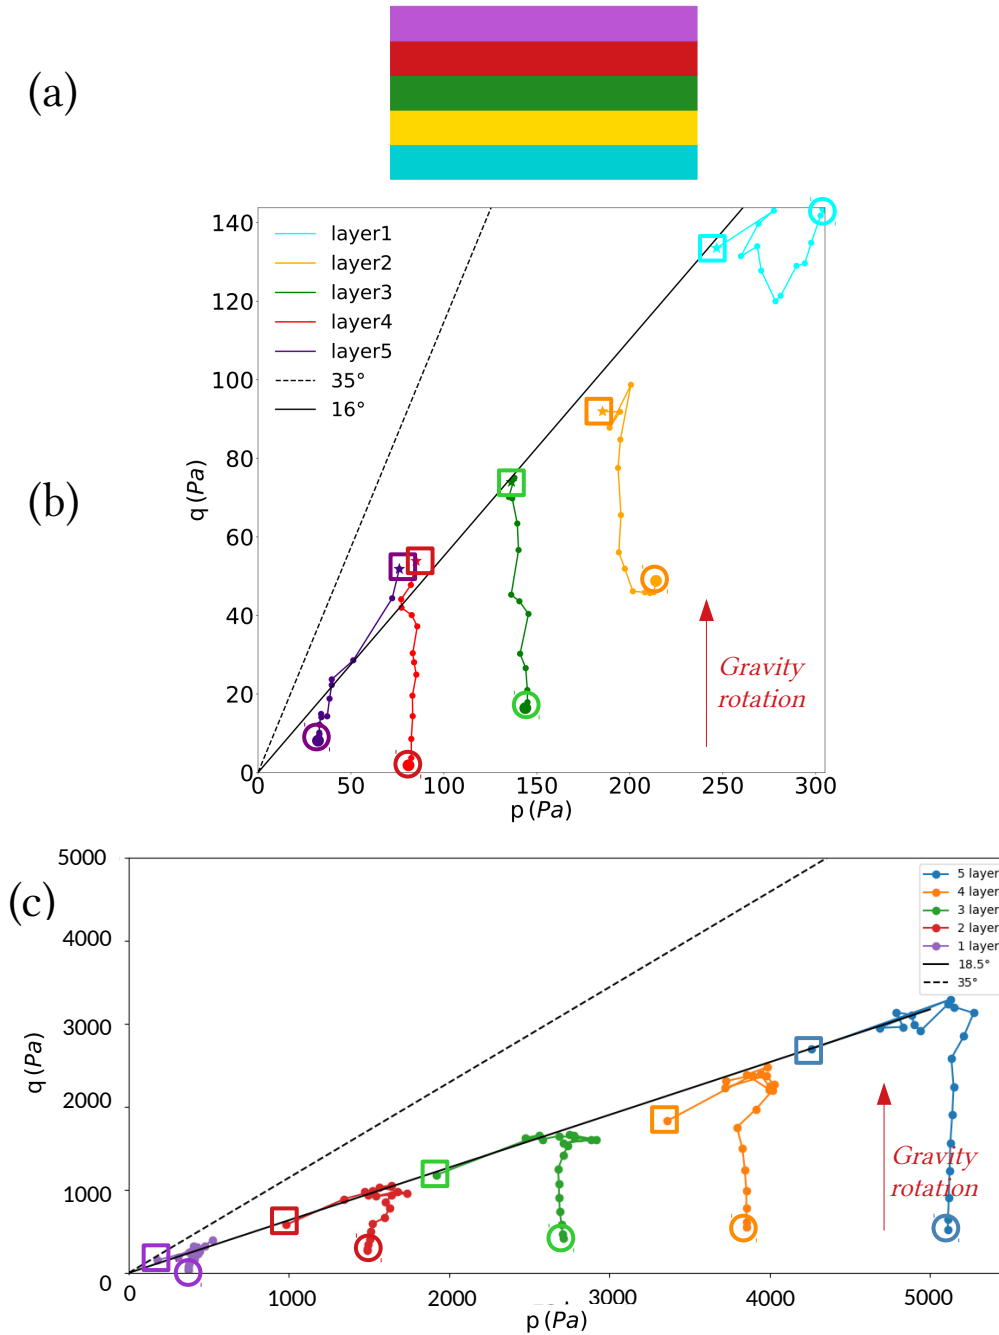 (a)
140
120
100
80
60
40
20
0
q (Pa)
layer1
layer2
layer3
layer4
layer5
35°
16°
Gravity
rotation
(b)
0 50 100 150 200 250 300
p (Pa)
(c)
5000
4000
3000
2000
1000
0
q (Pa)
5 layer
4 layer
3 layer
2 layer
1 layer
18.5°
35°
Gravity
rotation
0 1000 2000 3000 4000 5000
p (Pa)